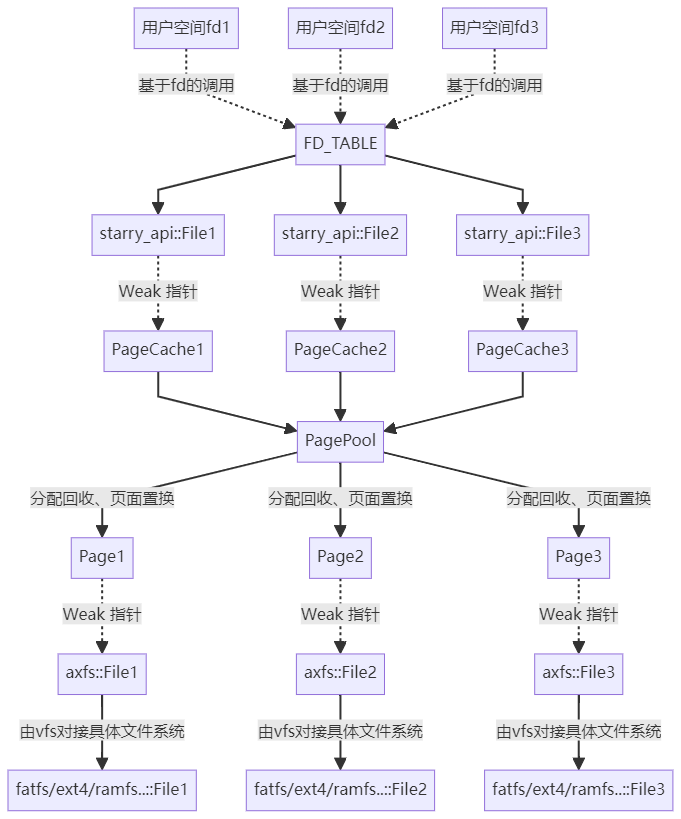 用户空间fd1
用户空间fd2
用户空间fd3
基于fd的调用
基于fd的调用
基于fd的调用
FD_TABLE
starry_api::File1
starry_api::File2
starry_api::File3
Weak 指针
Weak 指针
Weak 指针
PageCache1
PageCache2
PageCache3
PagePool
分配回收、页面置换
分配回收、页面置换
分配回收、页面置换
Page1
Page2
Page3
Weak 指针
Weak 指针
Weak 指针
axfs::File1
axfs::File2
axfs::File3
由vfs对接具体文件系统
由vfs对接具体文件系统
由vfs对接具体文件系统
fatfs/ext4/ramfs..::File1
fatfs/ext4/ramfs..::File2
fatfs/ext4/ramfs..::File3